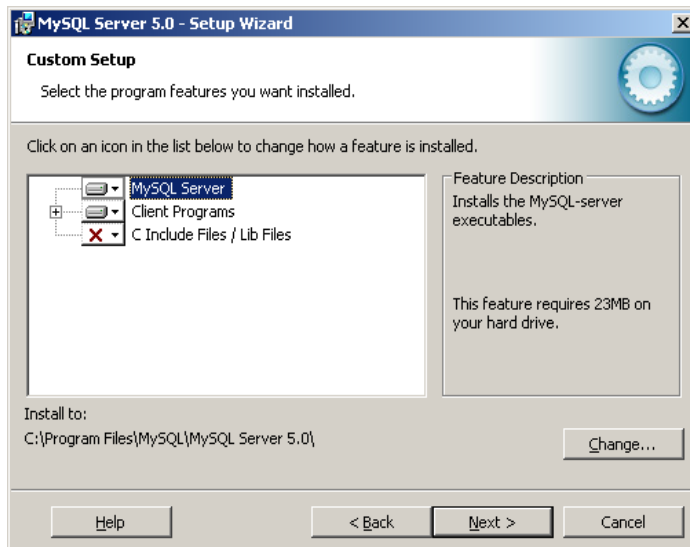 MySQL Server 5.0 - Setup Wizard
Custom Setup
Select the program features you want installed.
Click on an icon in the list below to change how a feature is installed.
MySQL Server
Client Programs
C Include Files / Lib Files
Feature Description
Installs the MySQL-server
executables.
This feature requires 23MB on
your hard drive.
Install to:
C:\Program Files\MySQL\MySQL Server 5.0\
Change...
Help
< Back
Next >
Cancel